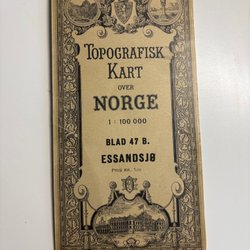 TOPOGRAFISK
KART
OVER
NORGE
1 : 100 000
BLAD 47 B.
ESSANDSJØ